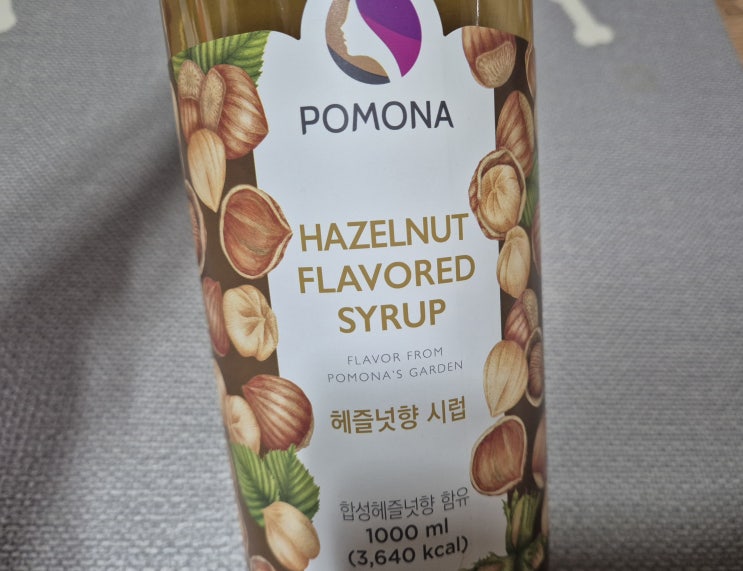 POMONA
HAZELNUT
FLAVORED
SYRUP
FLAVOR FROM
POMONA'S GARDEN
헤즐넛향 시럽
합성헤즐넛향 함유
1000 ml
(3,640 kcal)